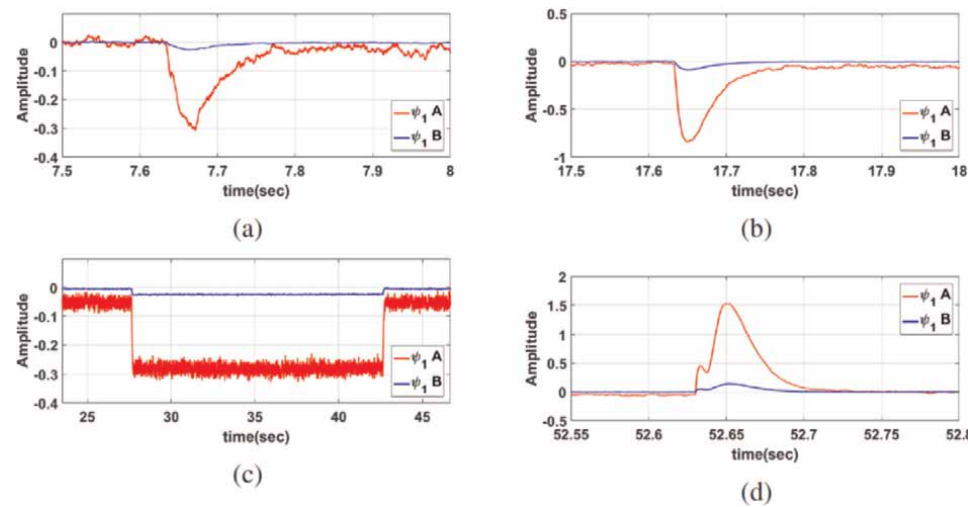 0
-0.1
-0.2
-0.3
-0.4
Amplitude
7.5 7.6 7.7 7.8 7.9 8
time(sec)
ψ1 A
ψ1 B
(a)
1
0.5
0
-0.5
-1
Amplitude
17.5 17.6 17.7 17.8 17.9 18
time(sec)
ψ1 A
ψ1 B
(b)
0
-0.1
-0.2
-0.3
-0.4
Amplitude
25 30 35 40 45
time(sec)
ψ1 A
ψ1 B
(c)
2
1.5
1
0.5
0
-0.5
Amplitude
52.55 52.6 52.65 52.7 52.75 52.8
time(sec)
ψ1 A
ψ1 B
(d)